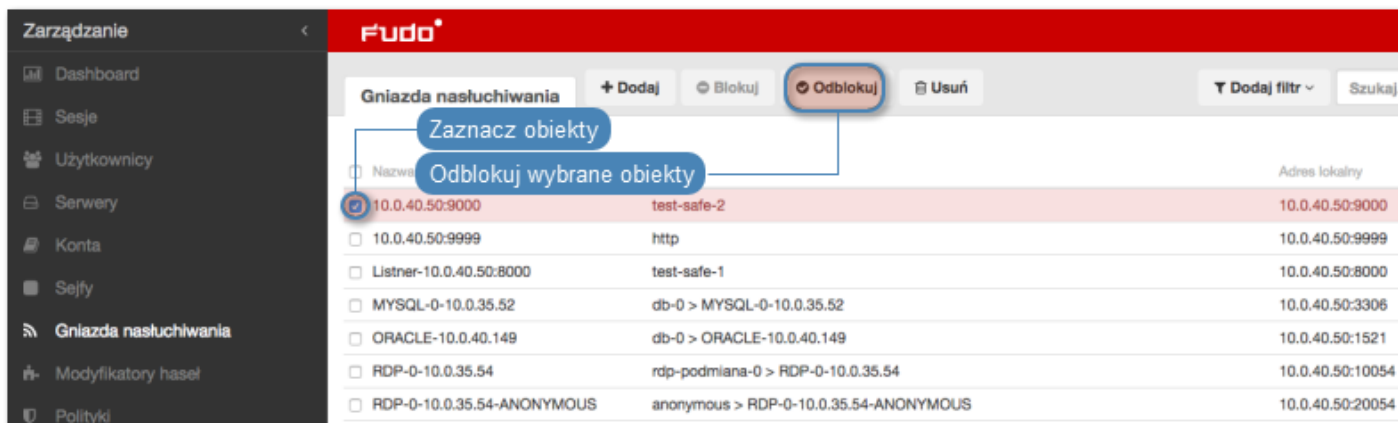 Zarządzanie
FUDO
Dashboard
Sesje
Użytkownicy
Serwery
Konta
Sejfy
Gniazda nasłuchiwania
Modyfikatory haseł
Polityki
Gniazda nasłuchiwania
+ Dodaj
Blokuj
Odblokuj
Usuń
Dodaj filtr
Szukaj
Zaznacz obiekty
Odblokuj wybrane obiekty
Nazwa
Adres lokalny
10.0.40.50:9000 test-safe-2 10.0.40.50:9000
10.0.40.50:9999 http 10.0.40.50:9999
Listner-10.0.40.50:8000 test-safe-1 10.0.40.50:8000
MYSQL-0-10.0.35.52 db-0 > MYSQL-0-10.0.35.52 10.0.40.50:3306
ORACLE-10.0.40.149 db-0 > ORACLE-10.0.40.149 10.0.40.50:1521
RDP-0-10.0.35.54 rdp-podmiana-0 > RDP-0-10.0.35.54 10.0.40.50:10054
RDP-0-10.0.35.54-ANONYMOUS anonymous > RDP-0-10.0.35.54-ANONYMOUS 10.0.40.50:20054